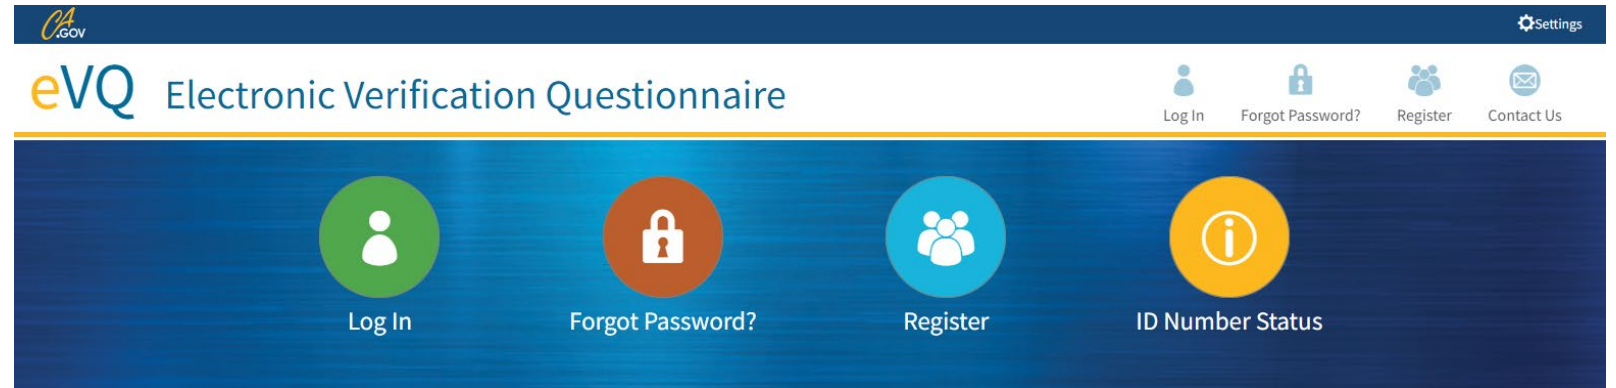 CA.GOV
Settings
eVQ Electronic Verification Questionnaire
Log In Forgot Password? Register Contact Us
Log In Forgot Password? Register ID Number Status